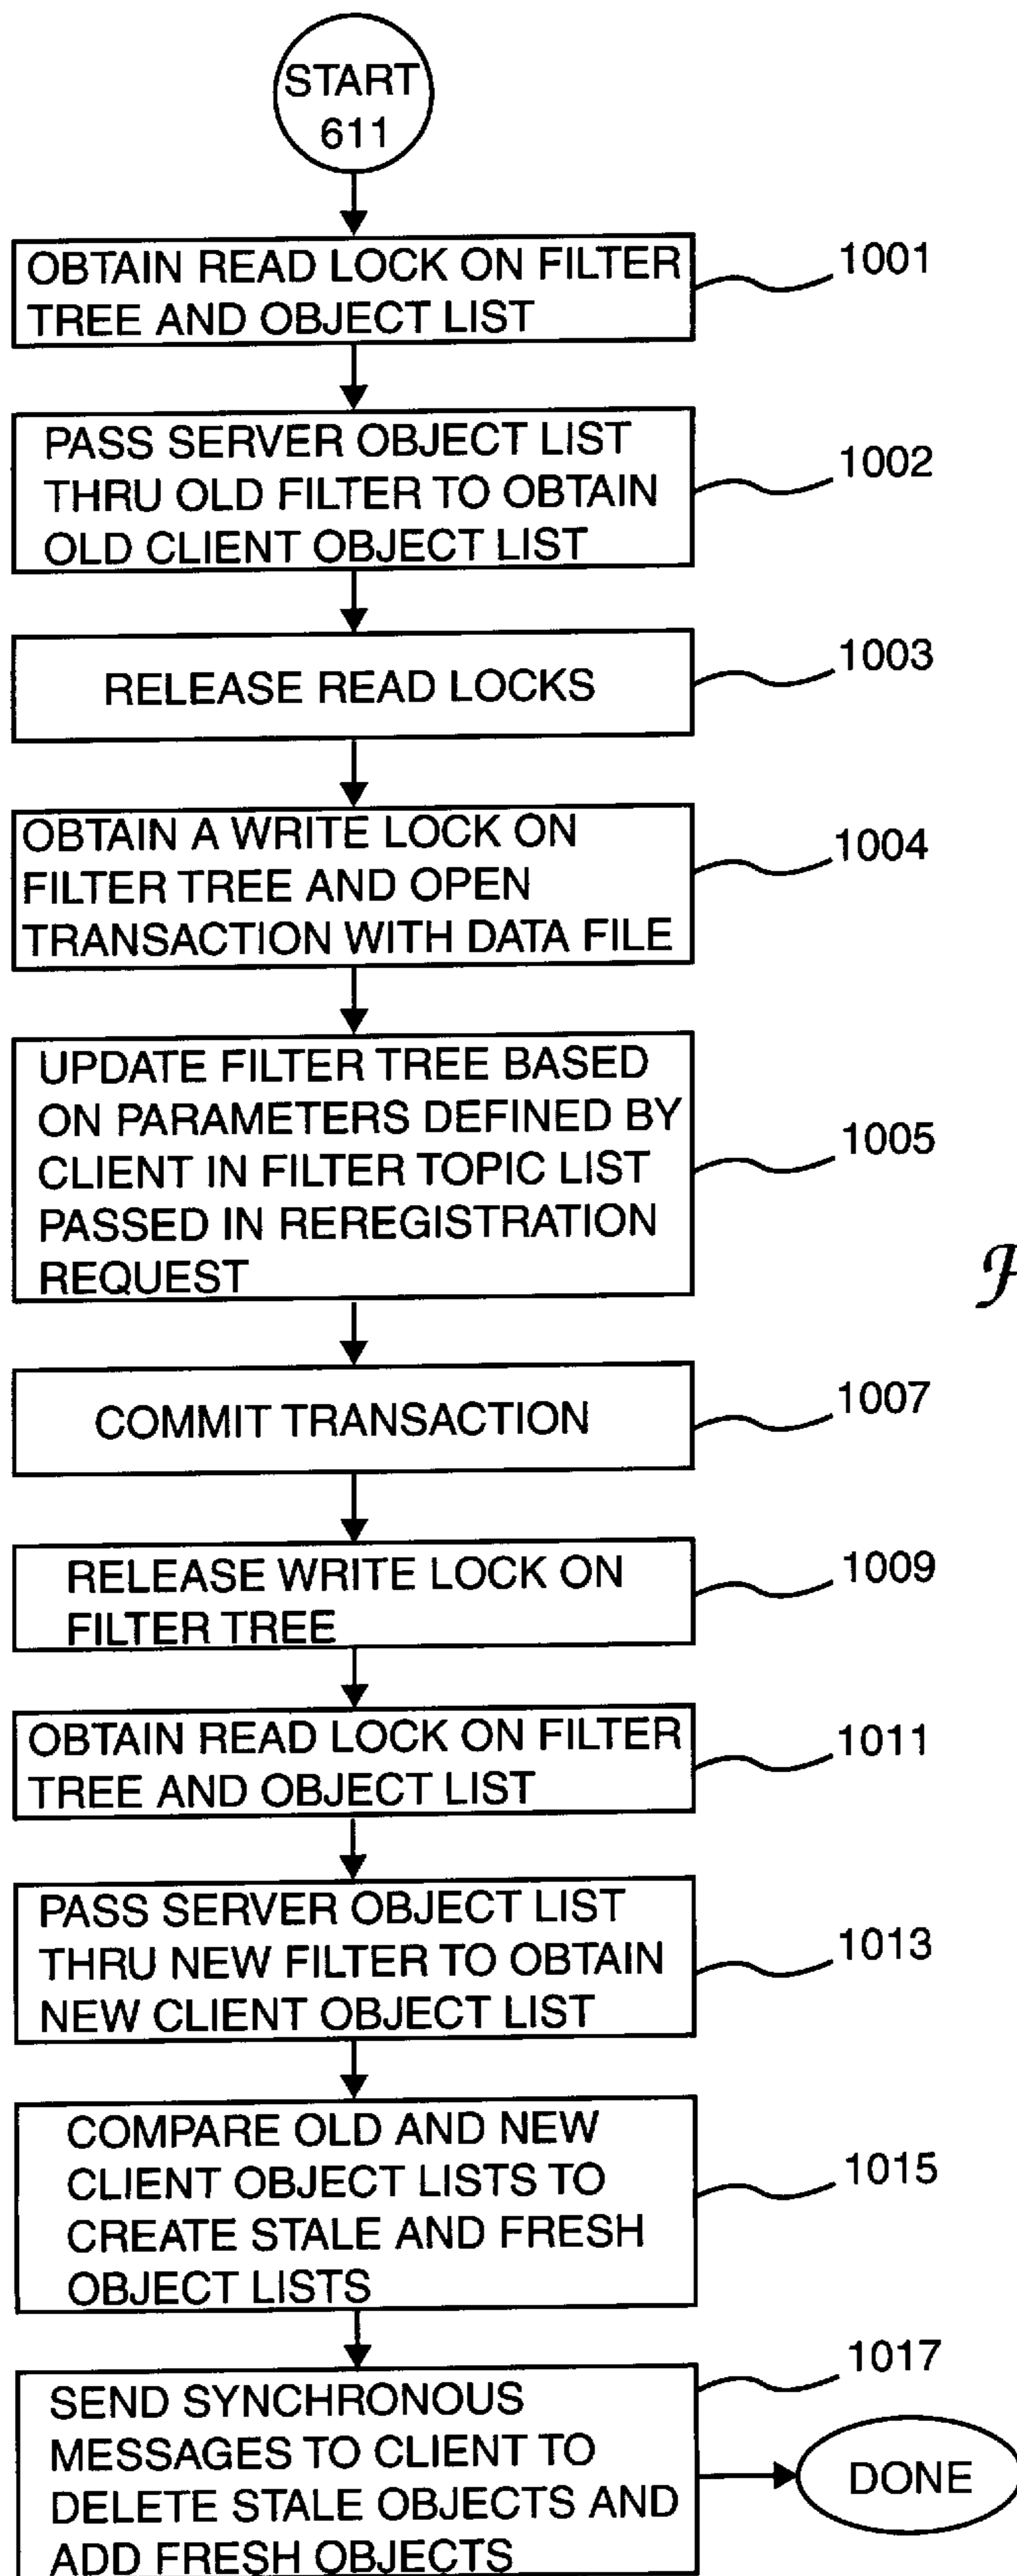 START
611
OBTAIN READ LOCK ON FILTER
TREE AND OBJECT LIST
1001
PASS SERVER OBJECT LIST
THRU OLD FILTER TO OBTAIN
OLD CLIENT OBJECT LIST
1002
RELEASE READ LOCKS
1003
OBTAIN A WRITE LOCK ON
FILTER TREE AND OPEN
TRANSACTION WITH DATA FILE
1004
UPDATE FILTER TREE BASED
ON PARAMETERS DEFINED BY
CLIENT IN FILTER TOPIC LIST
PASSED IN REREGISTRATION
REQUEST
1005
COMMIT TRANSACTION
1007
RELEASE WRITE LOCK ON
FILTER TREE
1009
OBTAIN READ LOCK ON FILTER
TREE AND OBJECT LIST
1011
PASS SERVER OBJECT LIST
THRU NEW FILTER TO OBTAIN
NEW CLIENT OBJECT LIST
1013
COMPARE OLD AND NEW
CLIENT OBJECT LISTS TO
CREATE STALE AND FRESH
OBJECT LISTS
1015
SEND SYNCHRONOUS
MESSAGES TO CLIENT TO
DELETE STALE OBJECTS AND
ADD FRESH OBJECTS
1017
DONE